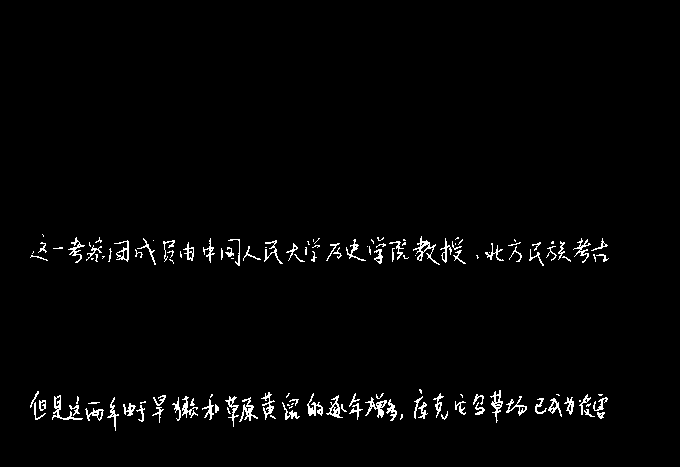 这一考察团成员由中国人民大学历史学院教授、北方民族考古
但是这两年由于旱獭和草原黄鼠的逐年增多,库克它乌草场已成为受害